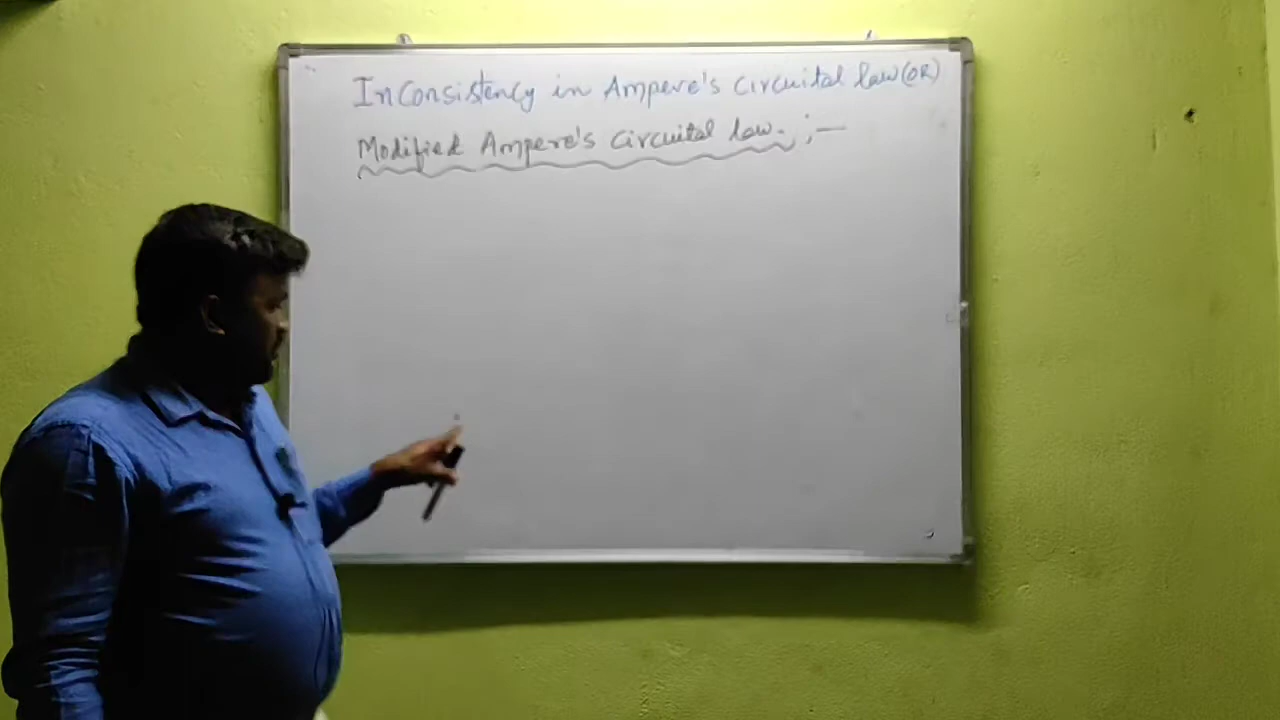 InConsistency in Ampere's Circuital law (OR)
Modified Ampere's Circuital law. :-